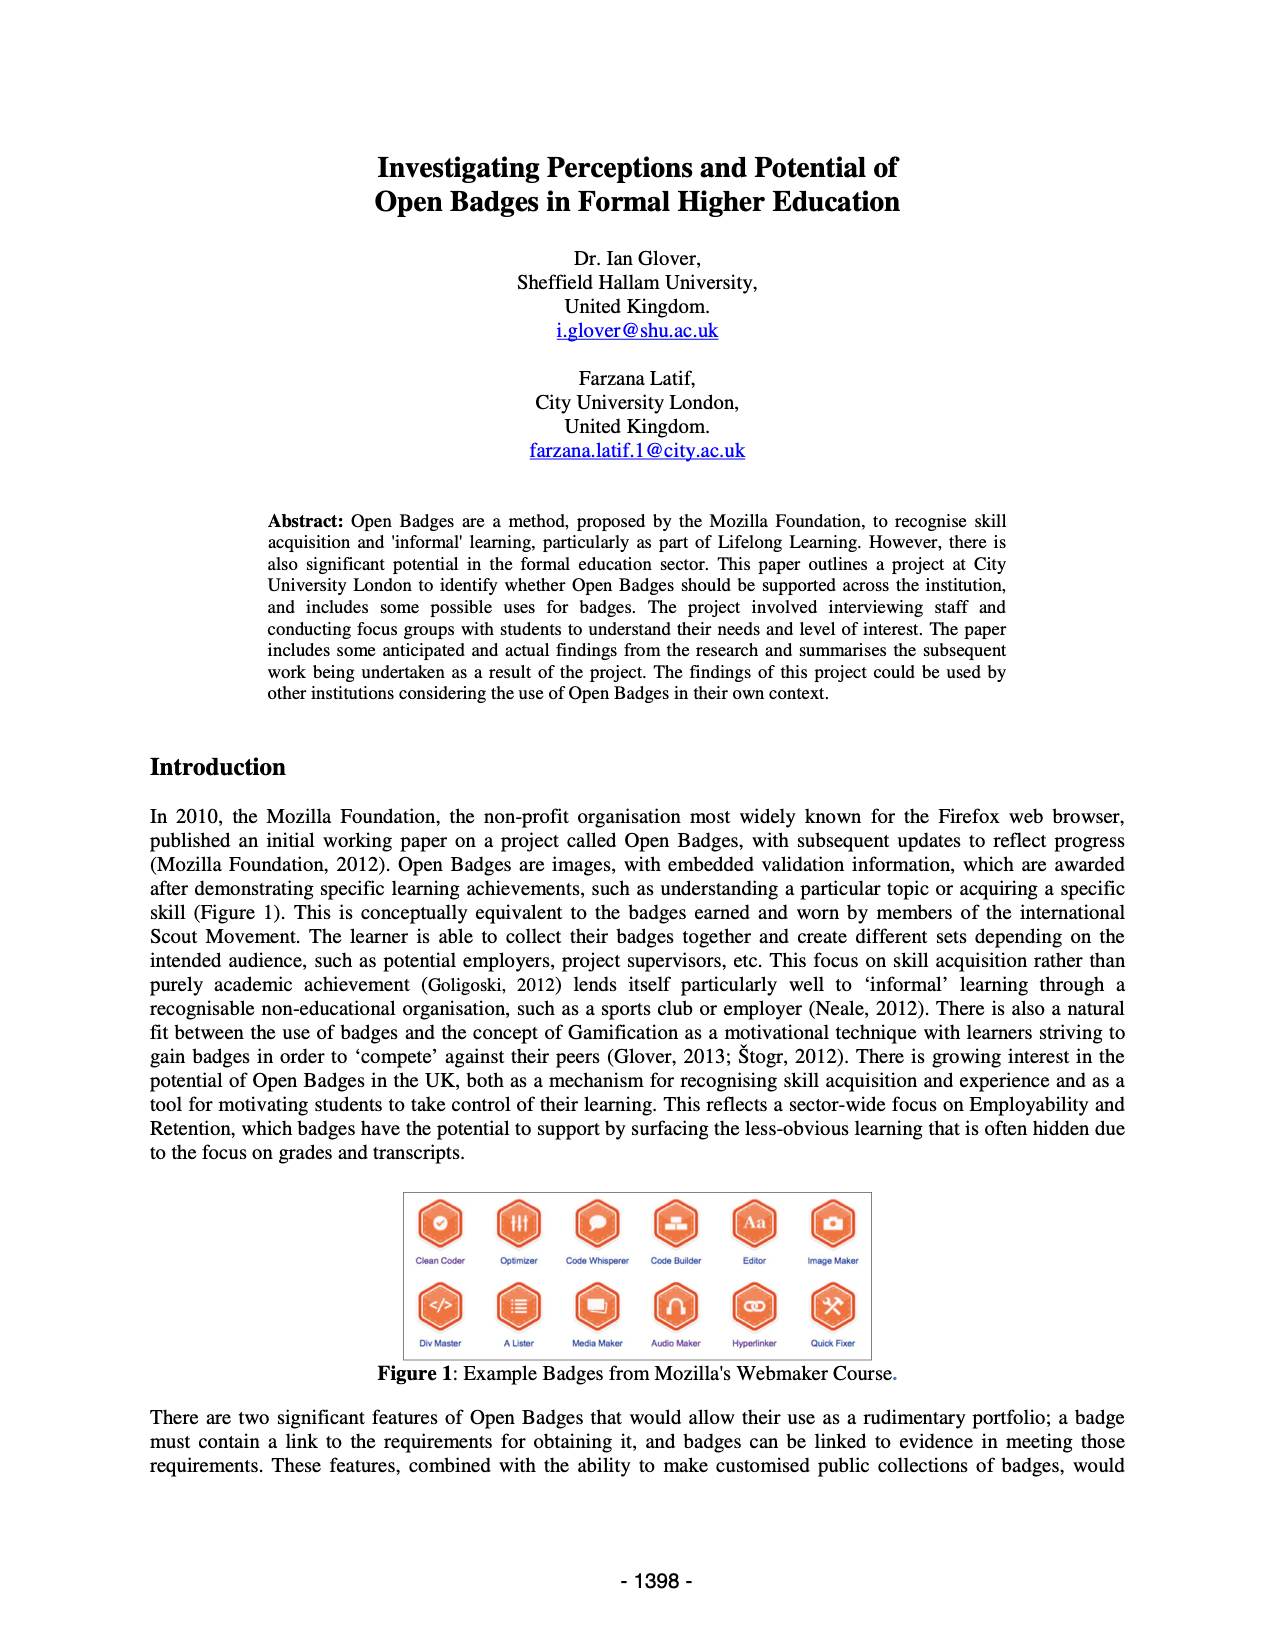 Investigating Perceptions and Potential of
Open Badges in Formal Higher Education
Dr. Ian Glover,
Sheffield Hallam University,
United Kingdom.
i.glover@shu.ac.uk
Farzana Latif,
City University London,
United Kingdom.
farzana.latif.1@city.ac.uk
Abstract: Open Badges are a method, proposed by the Mozilla Foundation, to recognise skill
acquisition and 'informal' learning, particularly as part of Lifelong Learning. However, there is
also significant potential in the formal education sector. This paper outlines a project at City
University London to identify whether Open Badges should be supported across the institution,
and includes some possible uses for badges. The project involved interviewing staff and
conducting focus groups with students to understand their needs and level of interest. The paper
includes some anticipated and actual findings from the research and summarises the subsequent
work being undertaken as a result of the project. The findings of this project could be used by
other institutions considering the use of Open Badges in their own context.
Introduction
In 2010, the Mozilla Foundation, the non-profit organisation most widely known for the Firefox web browser,
published an initial working paper on a project called Open Badges, with subsequent updates to reflect progress
(Mozilla Foundation, 2012). Open Badges are images, with embedded validation information, which are awarded
after demonstrating specific learning achievements, such as understanding a particular topic or acquiring a specific
skill (Figure 1). This is conceptually equivalent to the badges earned and worn by members of the international
Scout Movement. The learner is able to collect their badges together and create different sets depending on the
intended audience, such as potential employers, project supervisors, etc. This focus on skill acquisition rather than
purely academic achievement (Goligoski, 2012) lends itself particularly well to ‘informal’ learning through a
recognisable non-educational organisation, such as a sports club or employer (Neale, 2012). There is also a natural
fit between the use of badges and the concept of Gamification as a motivational technique with learners striving to
gain badges in order to ‘compete’ against their peers (Glover, 2013; Štogr, 2012). There is growing interest in the
potential of Open Badges in the UK, both as a mechanism for recognising skill acquisition and experience and as a
tool for motivating students to take control of their learning. This reflects a sector-wide focus on Employability and
Retention, which badges have the potential to support by surfacing the less-obvious learning that is often hidden due
to the focus on grades and transcripts.
Aa
Clean Coder Optimizer Code Whisperer Code Builder Editor Image Maker
</>
Div Master A Lister Media Maker Audio Maker Hyperlinker Quick Fixer
Figure 1: Example Badges from Mozilla's Webmaker Course.
There are two significant features of Open Badges that would allow their use as a rudimentary portfolio; a badge
must contain a link to the requirements for obtaining it, and badges can be linked to evidence in meeting those
requirements. These features, combined with the ability to make customised public collections of badges, would
- 1398 -